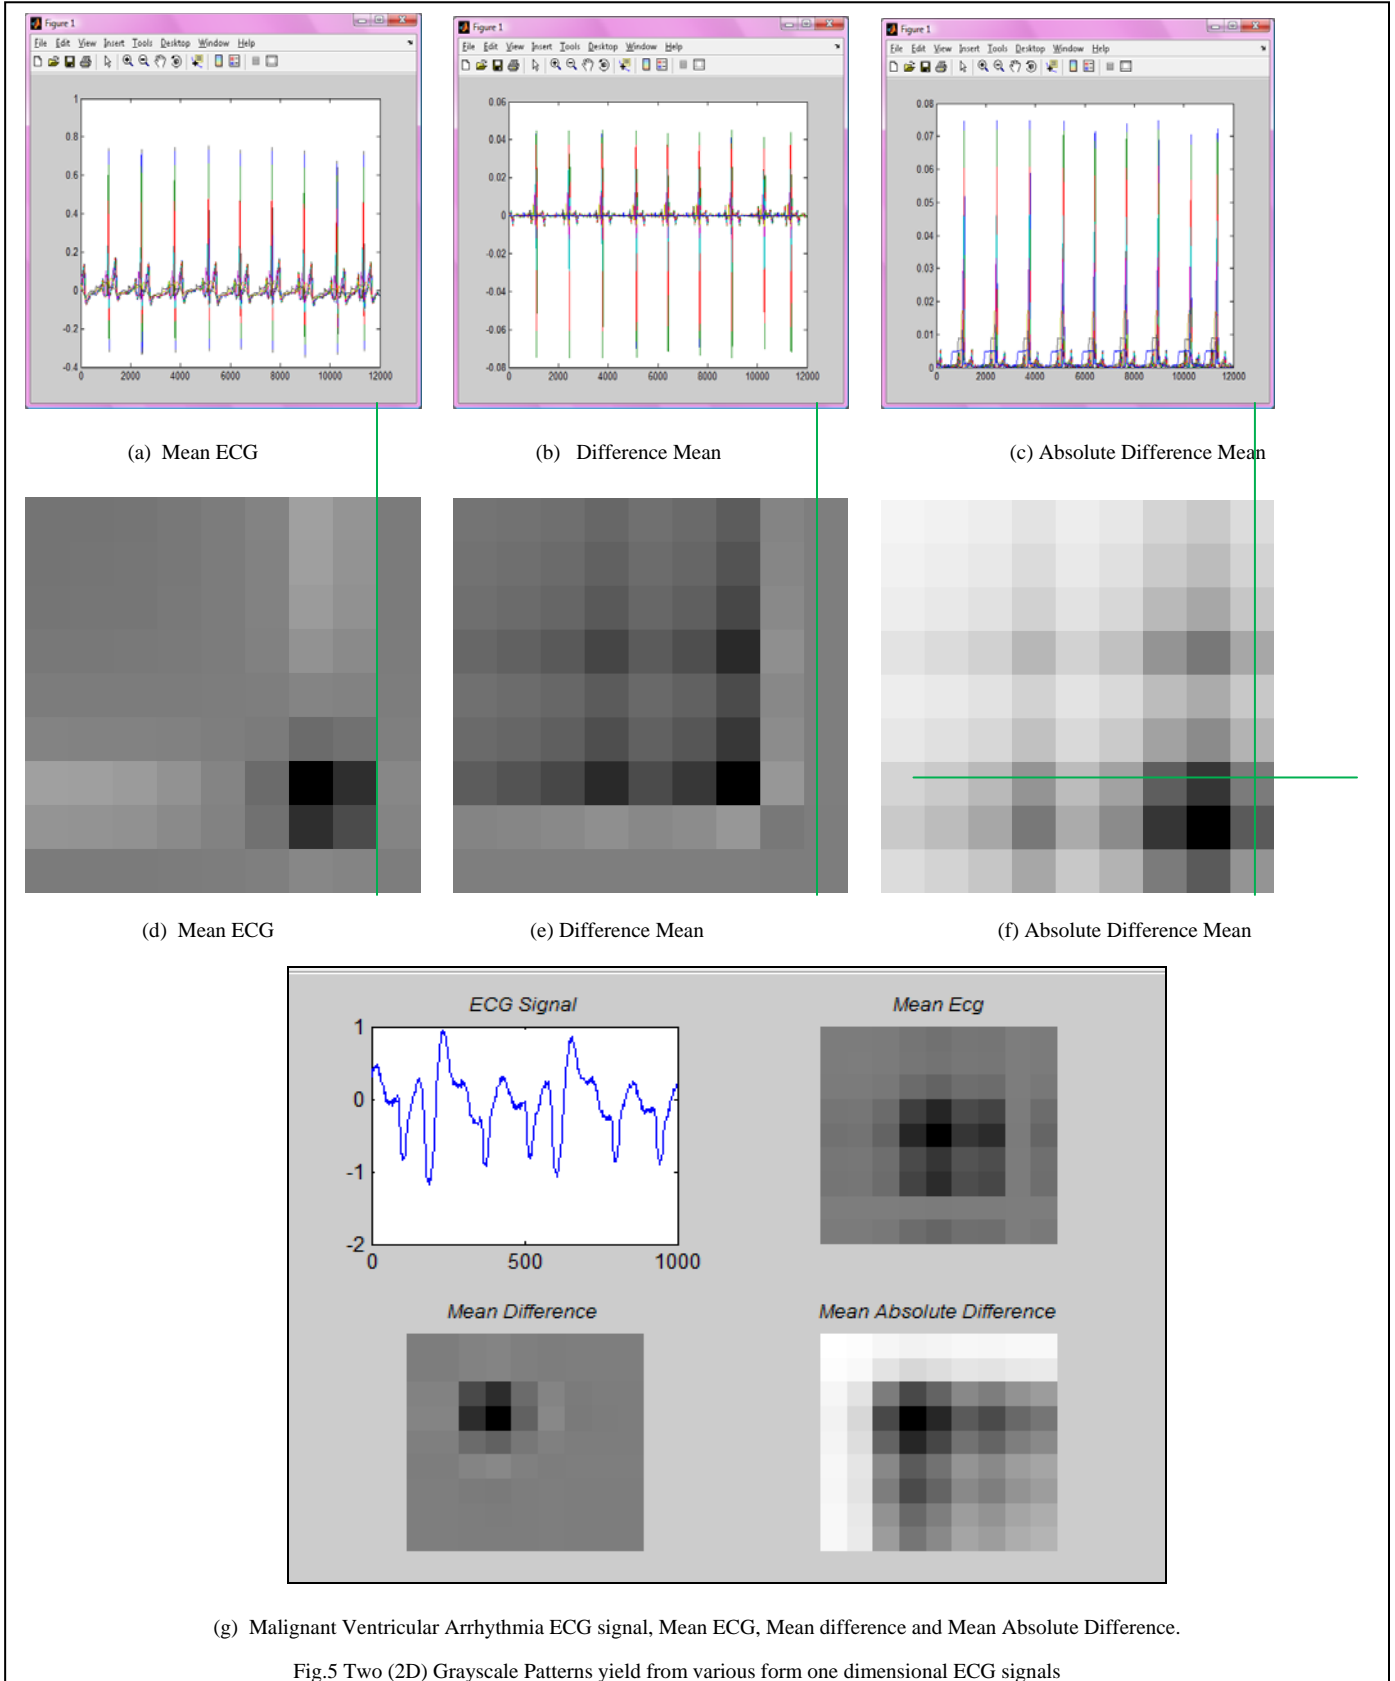 Figure 1
File Edit View Insert Tools Desktop Window Help
1
0.8
0.6
0.4
0.2
0
-0.2
-0.4
0 2000 4000 6000 8000 10000 12000
Figure 1
File Edit View Insert Tools Desktop Window Help
0.06
0.04
0.02
0
-0.02
-0.04
-0.06
-0.08
0 2000 4000 6000 8000 10000 12000
Figure 1
File Edit View Insert Tools Desktop Window Help
0.08
0.07
0.06
0.05
0.04
0.03
0.02
0.01
0
0 2000 4000 6000 8000 10000 12000
(a) Mean ECG
(b) Difference Mean
(c) Absolute Difference Mean
(d) Mean ECG
(e) Difference Mean
(f) Absolute Difference Mean
ECG Signal
1
0
-1
-2
0 500 1000
Mean Ecg
Mean Difference
Mean Absolute Difference
(g) Malignant Ventricular Arrhythmia ECG signal, Mean ECG, Mean difference and Mean Absolute Difference.
Fig.5 Two (2D) Grayscale Patterns yield from various form one dimensional ECG signals